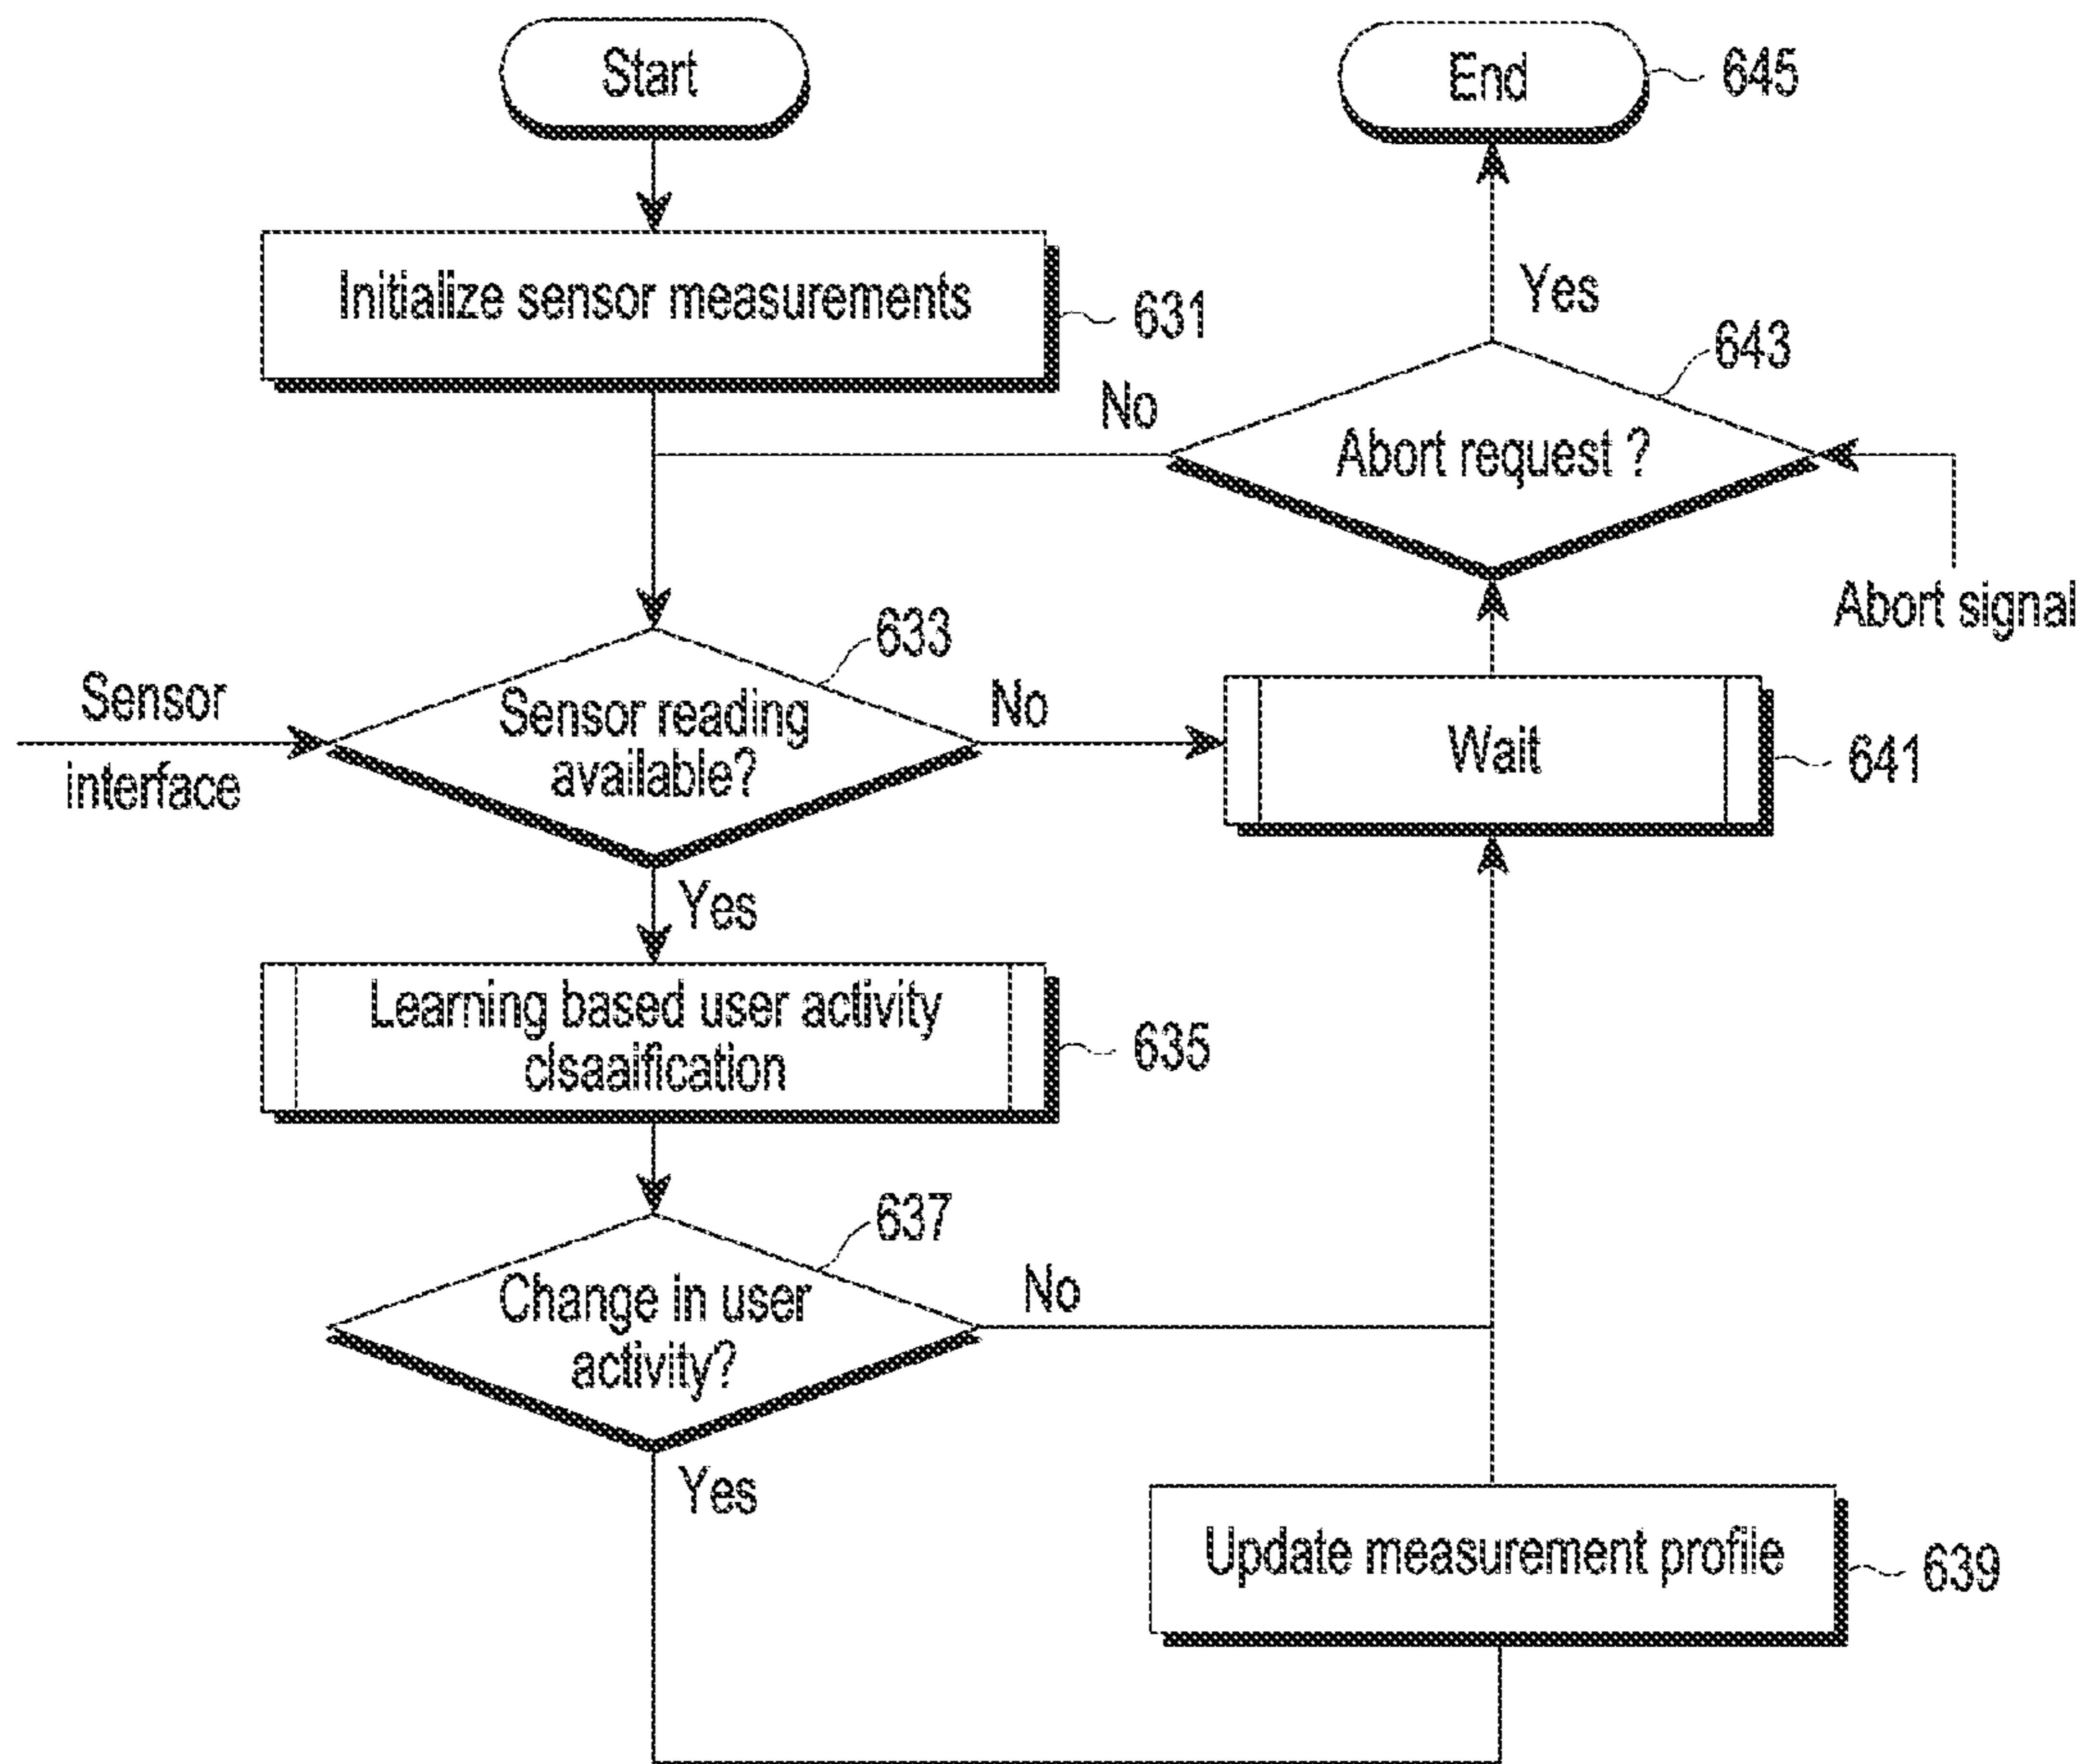 Start
End
645
Initialize sensor measurements
631
Yes
643
No
Abort request ?
Abort signal
633
Sensor
interface
Sensor reading
available?
No
Wait
641
Yes
Learning based user activity
clsaaification
635
637
Change in user
activity?
No
Yes
Update measurement profile
639